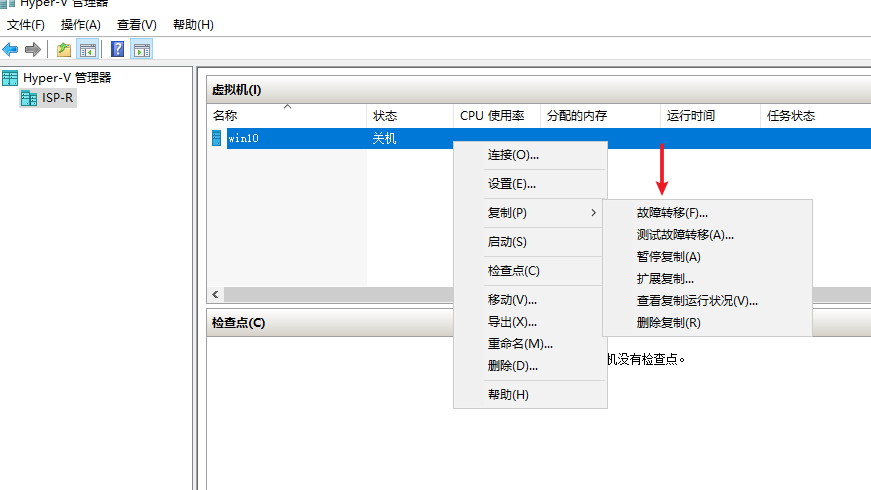 Hyper-V 管理器
文件(F) 操作(A) 查看(V) 帮助(H)
Hyper-V 管理器
ISP-R
虚拟机(I)
名称 状态 CPU 使用率 分配的内存 运行时间 任务状态
win10 关机
连接(O)...
设置(E)...
复制(P)
启动(S)
检查点(C)
移动(V)...
导出(X)...
重命名(M)...
删除(D)...
帮助(H)
故障转移(F)...
测试故障转移(A)...
暂停复制(A)
扩展复制...
查看复制运行状况(V)...
删除复制(R)
检查点(C)
机没有检查点。